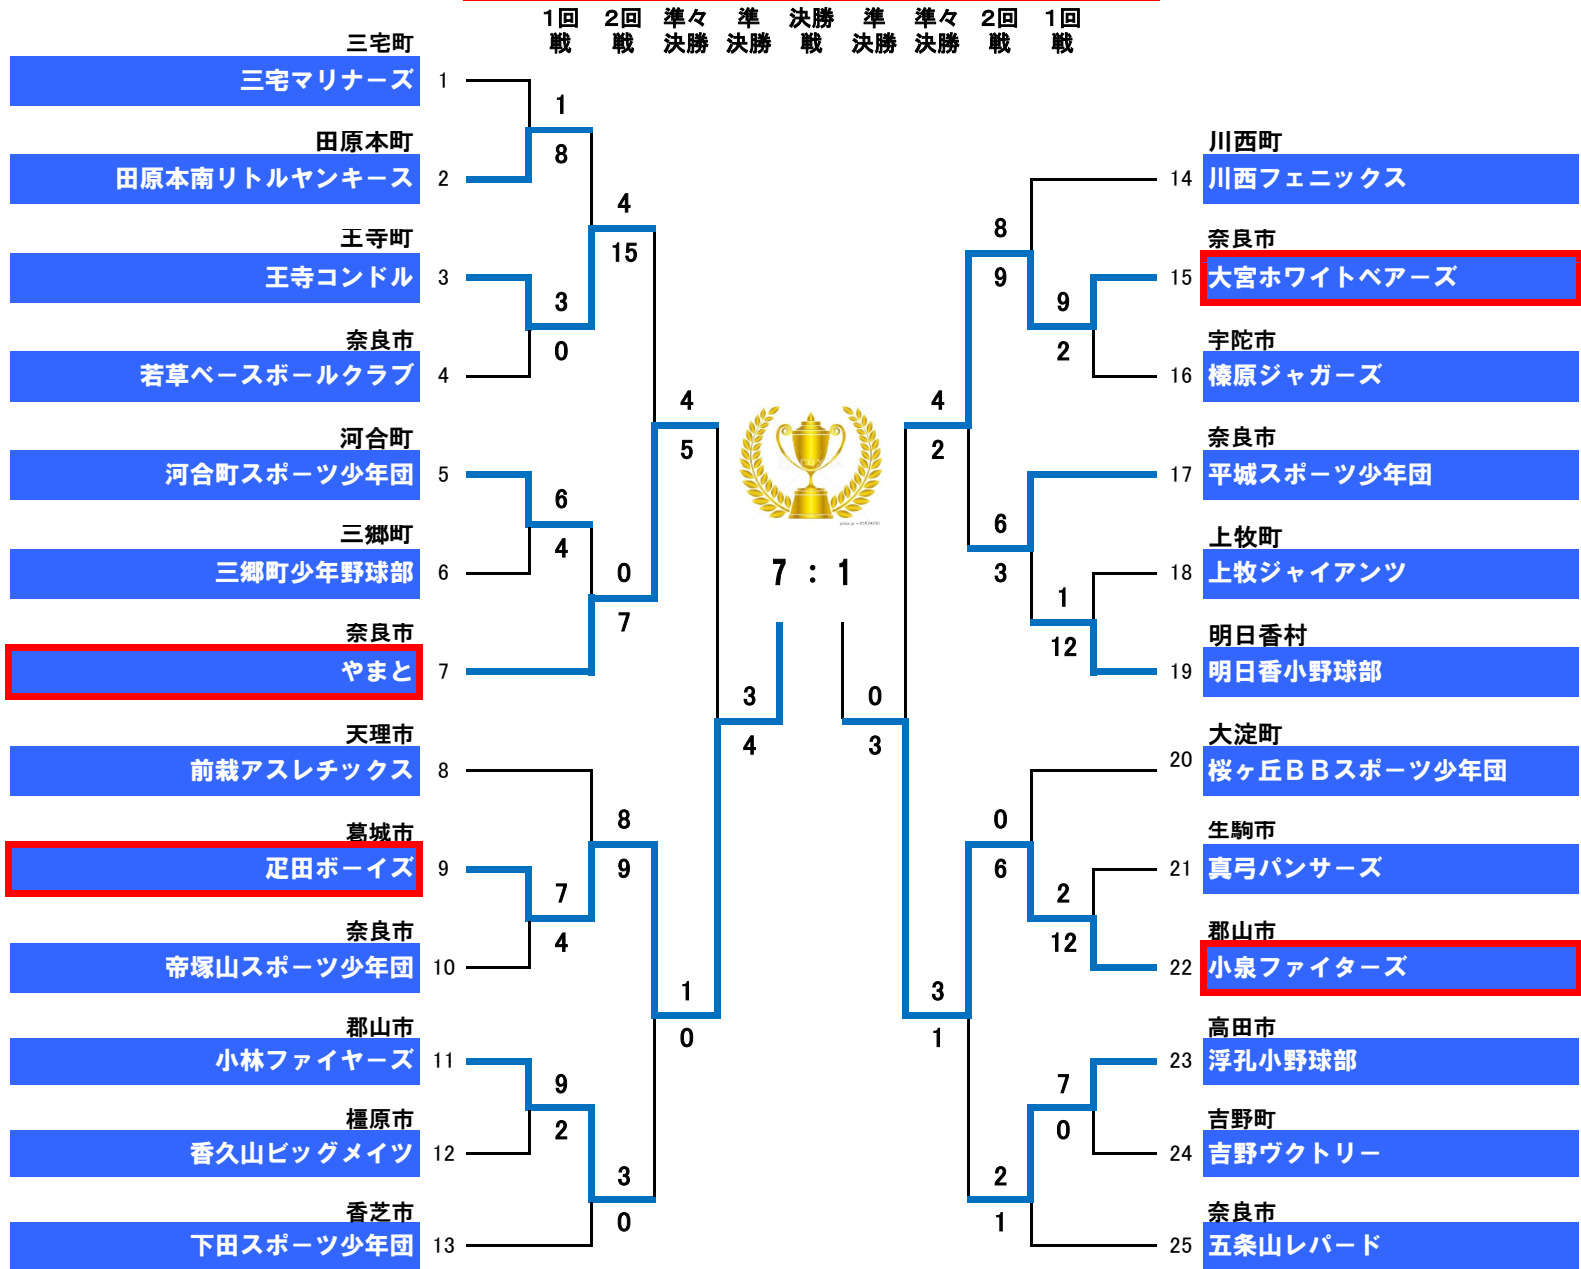 1回戦 2回戦 準々決勝 準決勝 決勝戦 準決勝 準々決勝 2回戦 1回戦
三宅町
三宅マリナーズ 1
田原本町
田原本南リトルヤンキース 2
王寺町
王寺コンドル 3
奈良市
若草ベースボールクラブ 4
河合町
河合町スポーツ少年団 5
三郷町
三郷町少年野球部 6
奈良市
やまと 7
天理市
前栽アスレチックス 8
葛城市
疋田ボーイズ 9
奈良市
帝塚山スポーツ少年団 10
郡山市
小林ファイヤーズ 11
橿原市
香久山ビッグメイツ 12
香芝市
下田スポーツ少年団 13
1
8
3
0
6
4
7
4
9
2
4
15
0
7
8
9
3
0
4
5
1
0
3
4
7 : 1
0
3
4
2
3
1
8
9
6
3
0
6
2
1
9
2
1
12
2
12
7
0
川西町
14 川西フェニックス
奈良市
15 大宮ホワイトベアーズ
宇陀市
16 榛原ジャガーズ
奈良市
17 平城スポーツ少年団
上牧町
18 上牧ジャイアンツ
明日香村
19 明日香小野球部
大淀町
20 桜ヶ丘ＢＢスポーツ少年団
生駒市
21 真弓パンサーズ
郡山市
22 小泉ファイターズ
高田市
23 浮孔小野球部
吉野町
24 吉野ヴクトリー
奈良市
25 五条山レパード